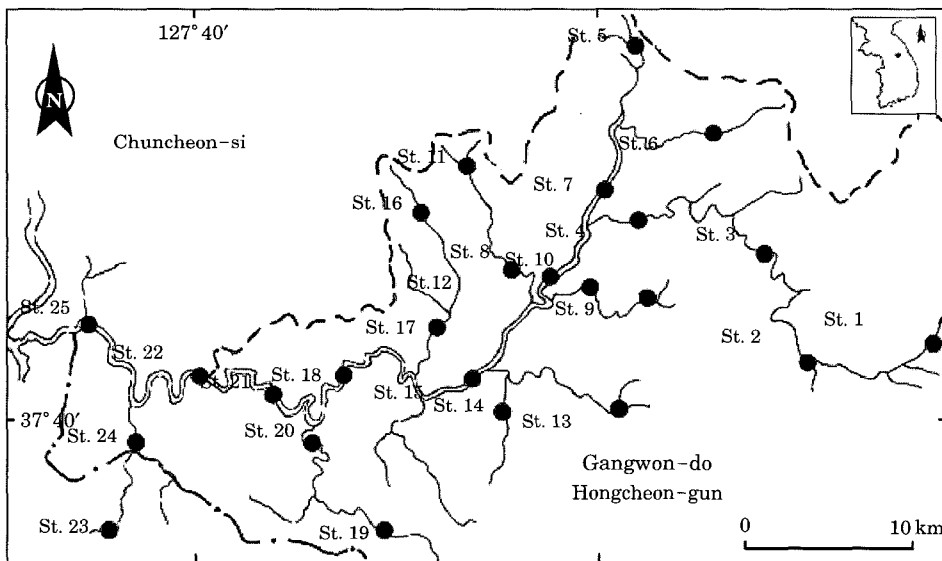 127°40′
St. 5
N
Chuncheon-si
St. 6
St. 11
St. 7
St. 16
St. 4
St. 3
St. 8
St. 10
St. 12
St. 9
St. 25
St. 17
St. 1
St. 22
St. 2
St. 21
St. 18
St. 15
St. 14
St. 13
37°40′
St. 24
St. 20
Gangwon-do
Hongcheon-gun
St. 23
St. 19
0
10 km